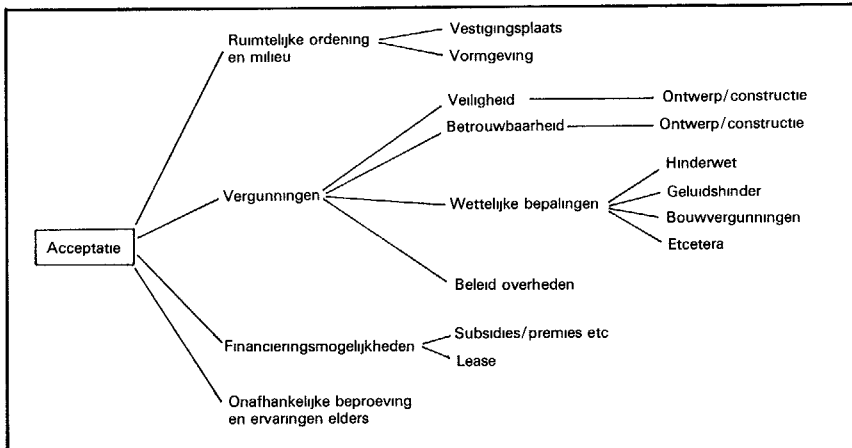 Ruimtelijke ordening
en milieu
Vestigingsplaats
Vormgeving
Veiligheid
Ontwerp/constructie
Betrouwbaarheid
Ontwerp/constructie
Vergunningen
Wettelijke bepalingen
Hinderwet
Geluidshinder
Bouwvergunningen
Etcetera
Acceptatie
Beleid overheden
Financieringsmogelijkheden
Subsidies/premies etc
Lease
Onafhankelijke beproeving
en ervaringen elders